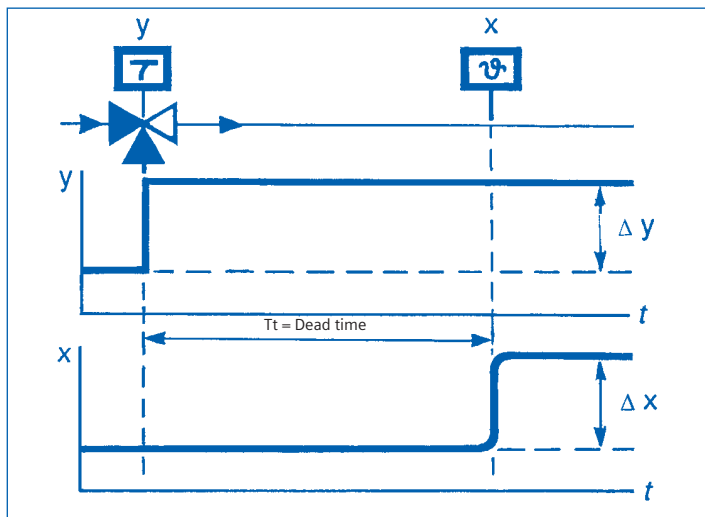 y x
T ϑ
y
Δ y
t
Tt = Dead time
x
Δ x
t